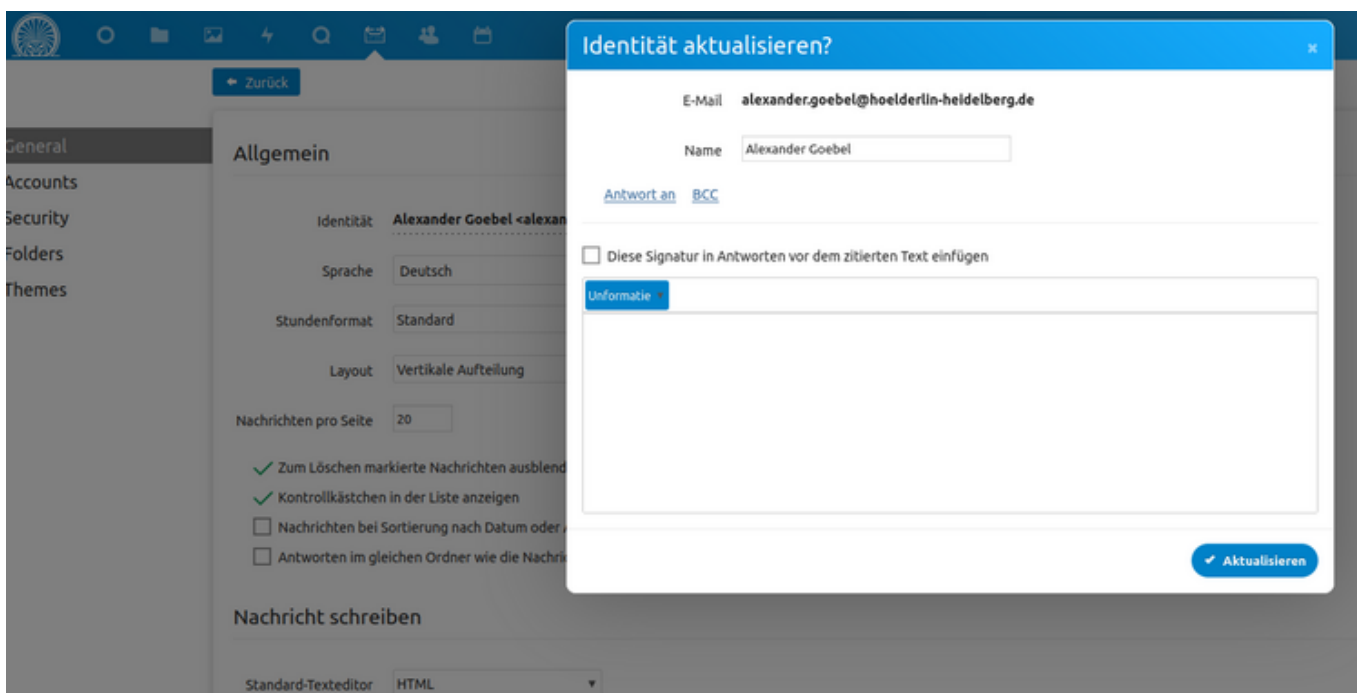 Identität aktualisieren?
×
E-Mail alexander.goebel@hoelderlin-heidelberg.de
Name Alexander Goebel
Antwort an BCC
Diese Signatur in Antworten vor dem zitierten Text einfügen
Unformatie
Aktualisieren
Zurück
General
Accounts
Security
Folders
Themes
Allgemein
Identität Alexander Goebel <alexan
Sprache Deutsch
Stundenformat Standard
Layout Vertikale Aufteilung
Nachrichten pro Seite 20
Zum Löschen markierte Nachrichten ausblend
Kontrollkästchen in der Liste anzeigen
Nachrichten bei Sortierung nach Datum oder
Antworten im gleichen Ordner wie die Nachri
Nachricht schreiben
Standard-Texteditor HTML